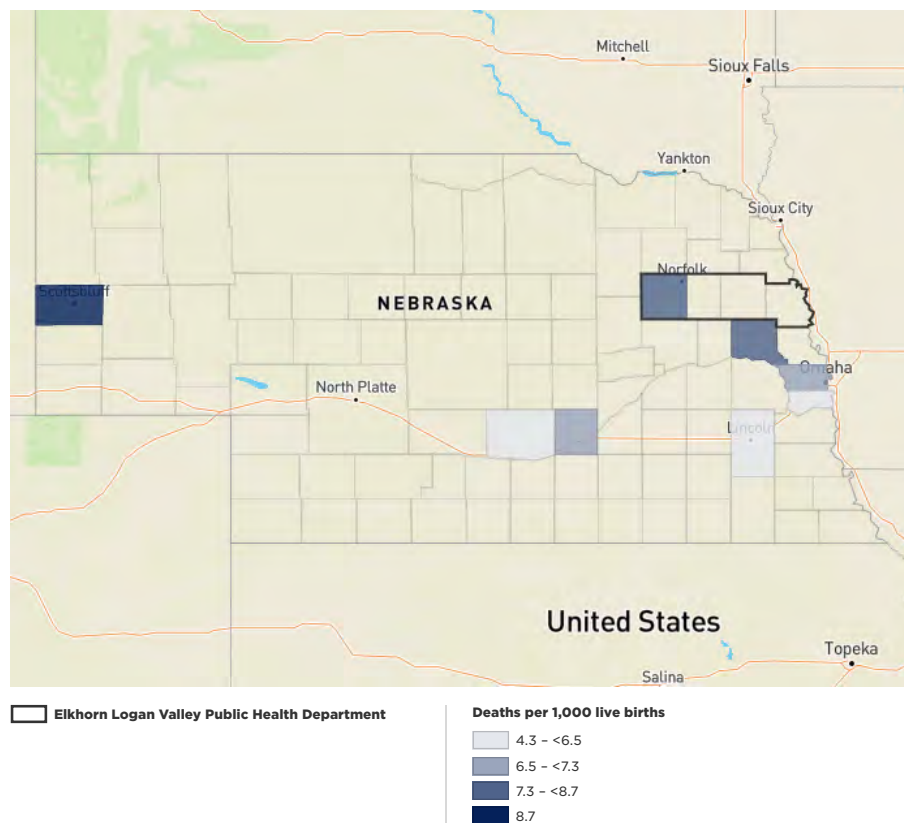 Mitchell
Sioux Falls
Yankton
Sioux City
Norfolk
Scottsbluff
NEBRASKA
Omaha
North Platte
Lincoln
United States
Topeka
Salina
Elkhorn Logan Valley Public Health Department
Deaths per 1,000 live births
4.3 – <6.5
6.5 – <7.3
7.3 – <8.7
8.7